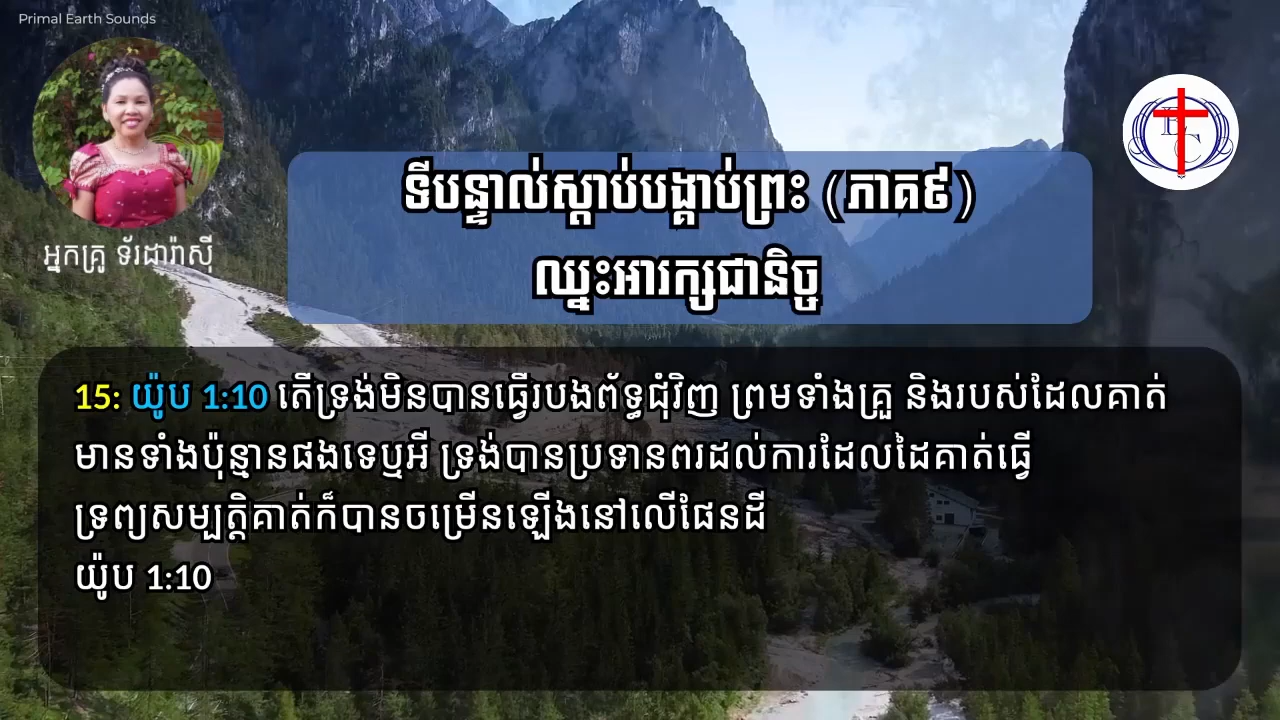 Primal Earth Sounds
អ្នកគ្រូ ទ័រដារ៉ាស៊ី
ទីបន្ទាល់ស្តាប់បង្គាប់ព្រះ (ភាគ៩)
ឈ្នះអារក្សជានិច្ច
15: យ៉ូប 1:10 តើទ្រង់មិនបានធ្វើរបងព័ទ្ធជុំវិញ ព្រមទាំងគ្រួ និងរបស់ដែលគាត់
មានទាំងប៉ុន្មានផងទេឬអី ទ្រង់បានប្រទានពរដល់ការដែលដៃគាត់ធ្វើ
ទ្រព្យសម្បត្តិគាត់ក៏បានចម្រើនឡើងនៅលើផែនដី
យ៉ូប 1:10